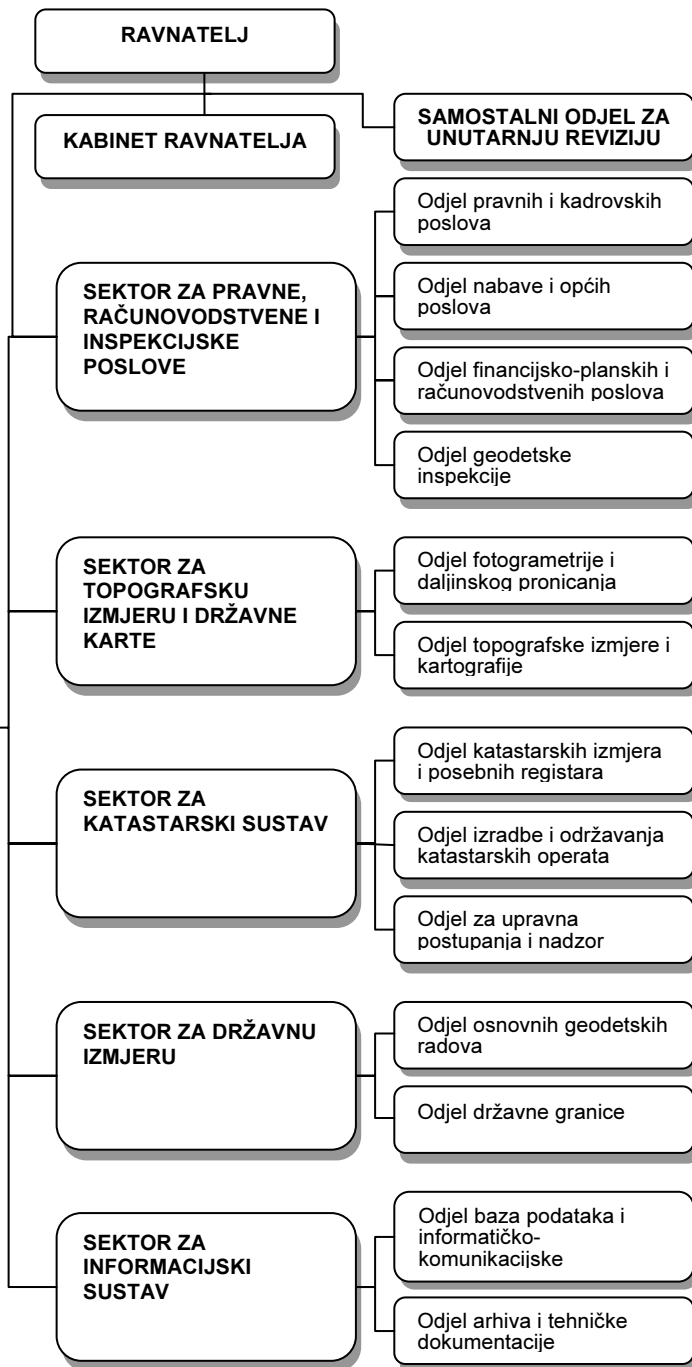 RAVNATELJ
KABINET RAVNATELJA
SAMOSTALNI ODJEL ZA
UNUTARNJU REVIZIJU
SEKTOR ZA PRAVNE,
RAČUNOVODSTVENE I
INSPEKCIJSKE
POSLOVE
Odjel pravnih i kadrovskih
poslova
Odjel nabave i općih
poslova
Odjel financijsko-planskih i
računovodstvenih poslova
Odjel geodetske
inspekcije
SEKTOR ZA
TOPOGRAFSKU
IZMJERU I DRŽAVNE
KARTE
Odjel fotogrametrije i
daljinskog pronicanja
Odjel topografske izmjere i
kartografije
SEKTOR ZA
KATASTARSKI SUSTAV
Odjel katastarskih izmjera
i posebnih registara
Odjel izradbe i održavanja
katastarskih operata
Odjel za upravna
postupanja i nadzor
SEKTOR ZA DRŽAVNU
IZMJERU
Odjel osnovnih geodetskih
radova
Odjel državne granice
SEKTOR ZA
INFORMACIJSKI
SUSTAV
Odjel baza podataka i
informatičko-
komunikacijske
Odjel arhiva i tehničke
dokumentacije